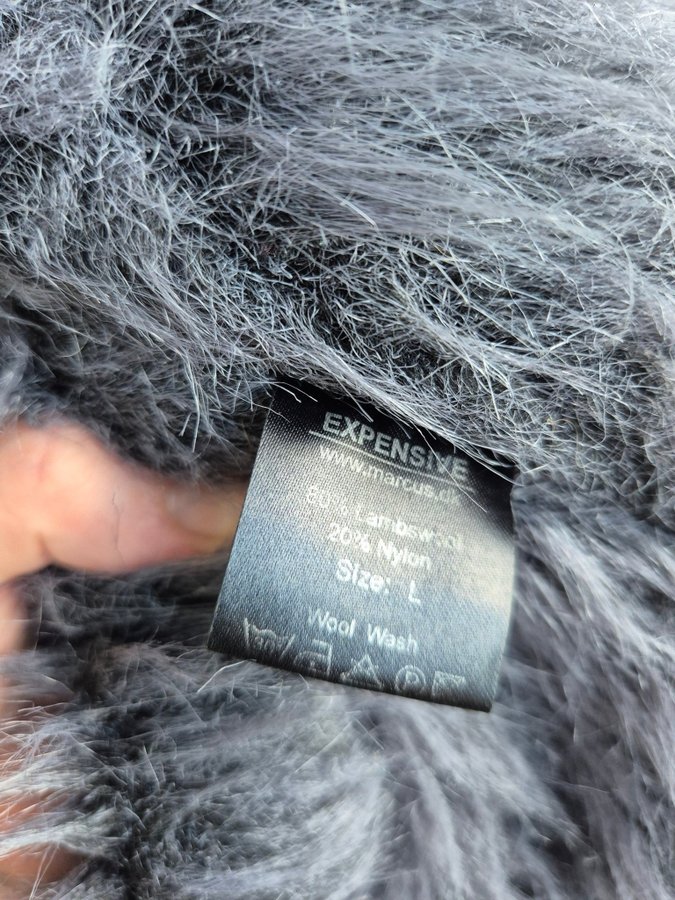 EXPENSIVE
www.marcus.dk
80% Lambswool
20% Nylon
Size: L
Wool Wash
P